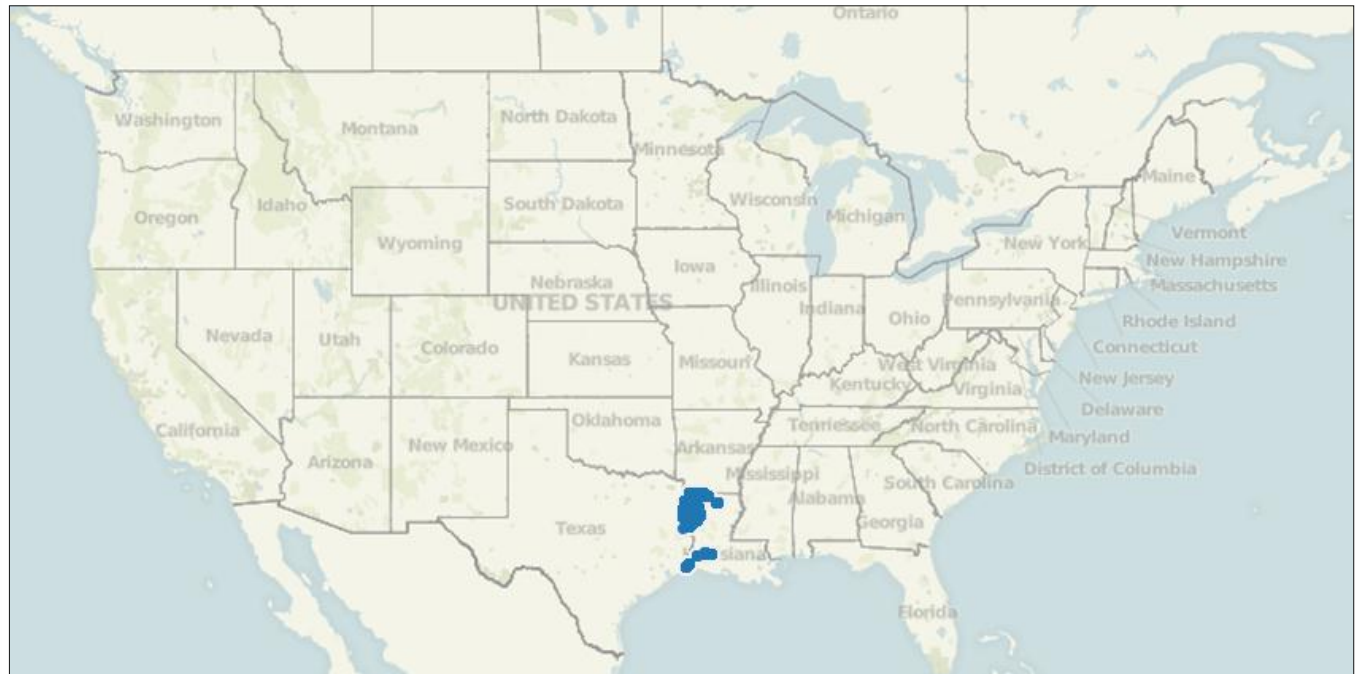 Ontario
Washington
Montana
North Dakota
Minnesota
Maine
Oregon
Idaho
South Dakota
Wisconsin
Michigan
Wyoming
Vermont
New York
New Hampshire
Iowa
Nebraska
Illinois
Massachusetts
UNITED STATES
Indiana
Pennsylvania
Ohio
Rhode Island
Nevada
Utah
Colorado
Connecticut
Kansas
Missouri
West Virginia
New Jersey
Kentucky
Virginia
Delaware
California
Oklahoma
Tennessee
North Carolina
Maryland
New Mexico
Arkansas
Arizona
Mississippi
District of Columbia
South Carolina
Alabama
Texas
Georgia
siana
Florida